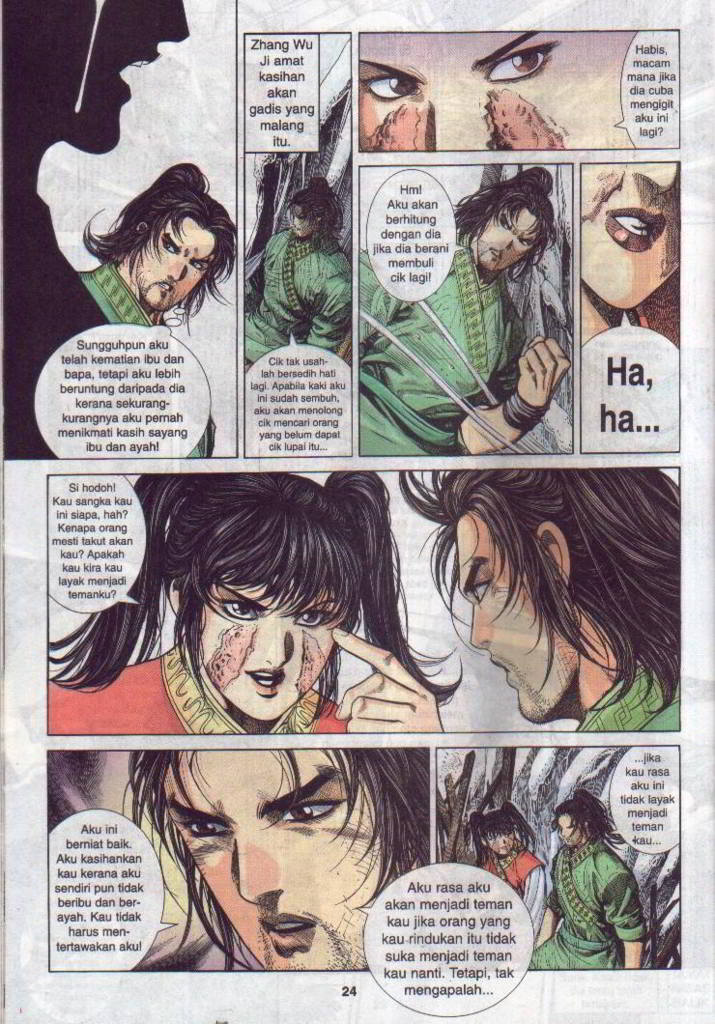 Sungguhpun aku
telah kematian ibu dan
bapa, tetapi aku lebih
beruntung daripada dia
kerana sekurang-
kurangnya aku pernah
menikmati kasih sayang
ibu dan ayah!
Zhang Wu
Ji amat
kasihan
akan
gadis yang
malang
itu.
Cik tak usah-
lah bersedih hati
lagi. Apabila kaki aku
ini sudah sembuh,
aku akan menolong
cik mencari orang
yang belum dapat
cik lupai itu...
Habis,
macam
mana jika
dia cuba
mengigit
aku ini
lagi?
Hm!
Aku akan
berhitung
dengan dia
jika dia berani
membuli
cik lagi!
Ha,
ha...
Si hodoh!
Kau sangka kau
ini siapa, hah?
Kenapa orang
mesti takut akan
kau? Apakah
kau kira kau
layak menjadi
temanku?
Aku ini
berniat baik.
Aku kasihankan
kau kerana aku
sendiri pun tidak
beribu dan ber-
ayah. Kau tidak
harus men-
tertawakan aku!
...jika
kau rasa
aku ini
tidak layak
menjadi
teman
kau...
Aku rasa aku
akan menjadi teman
kau jika orang yang
kau rindukan itu tidak
suka menjadi teman
kau nanti. Tetapi, tak
mengapalah...
24